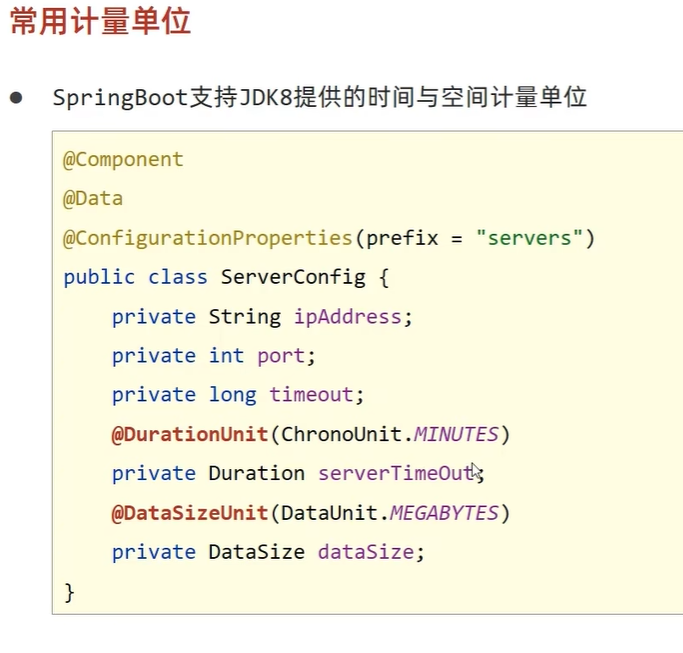 常用计量单位
● SpringBoot支持JDK8提供的时间与空间计量单位
@Component
@Data
@ConfigurationProperties(prefix = "servers")
public class ServerConfig {
    private String ipAddress;
    private int port;
    private long timeout;
    @DurationUnit(ChronoUnit.MINUTES)
    private Duration serverTimeOut;
    @DataSizeUnit(DataUnit.MEGABYTES)
    private DataSize dataSize;
}